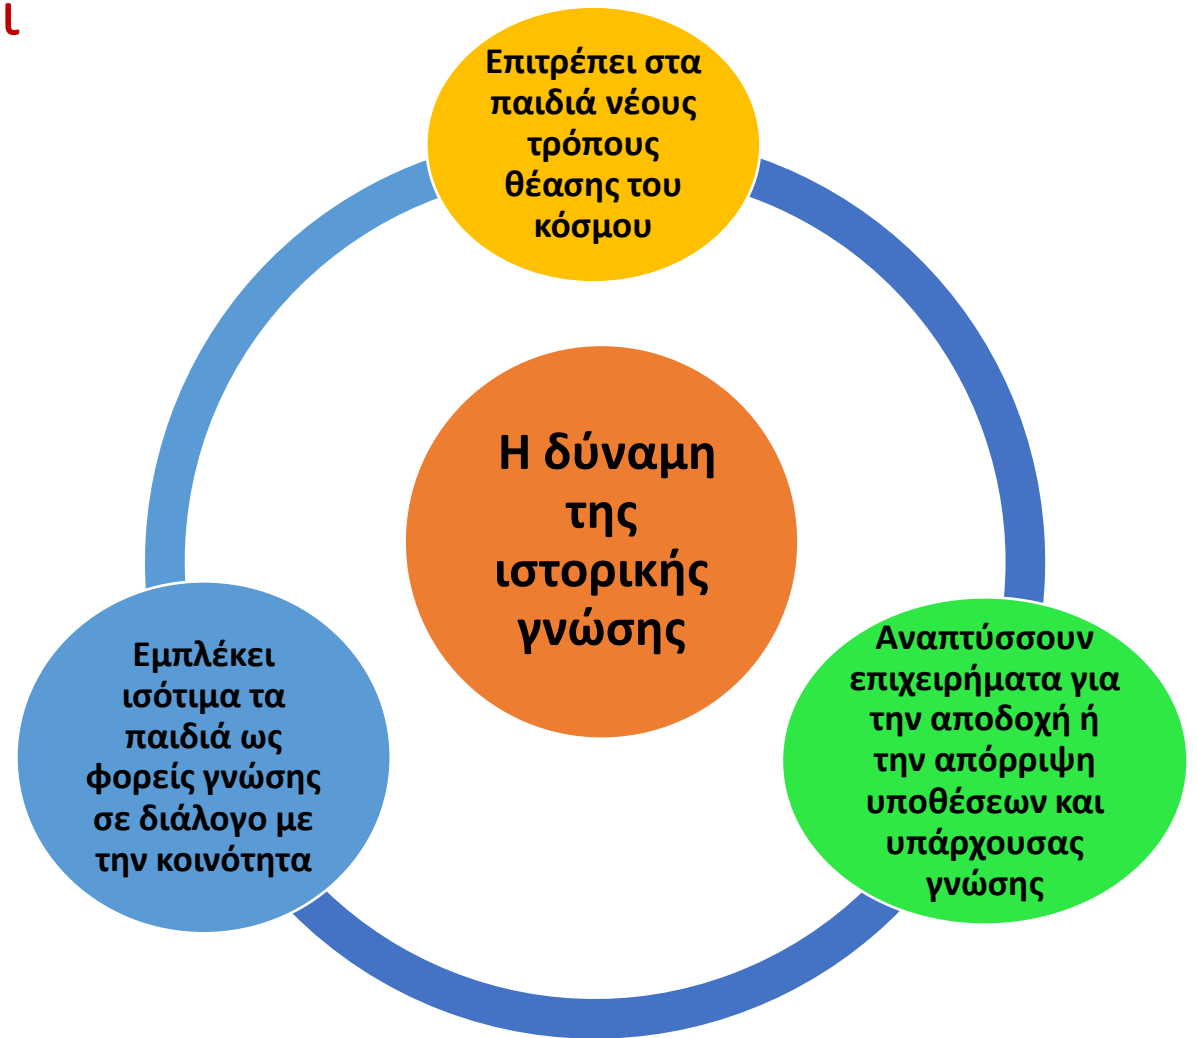 ι
Επιτρέπει στα
παιδιά νέους
τρόπους
θέασης του
κόσμου
Η δύναμη
της
ιστορικής
γνώσης
Εμπλέκει
ισότιμα τα
παιδιά ως
φορείς γνώσης
σε διάλογο με
την κοινότητα
Αναπτύσσουν
επιχειρήματα για
την αποδοχή ή
την απόρριψη
υποθέσεων και
υπάρχουσας
γνώσης